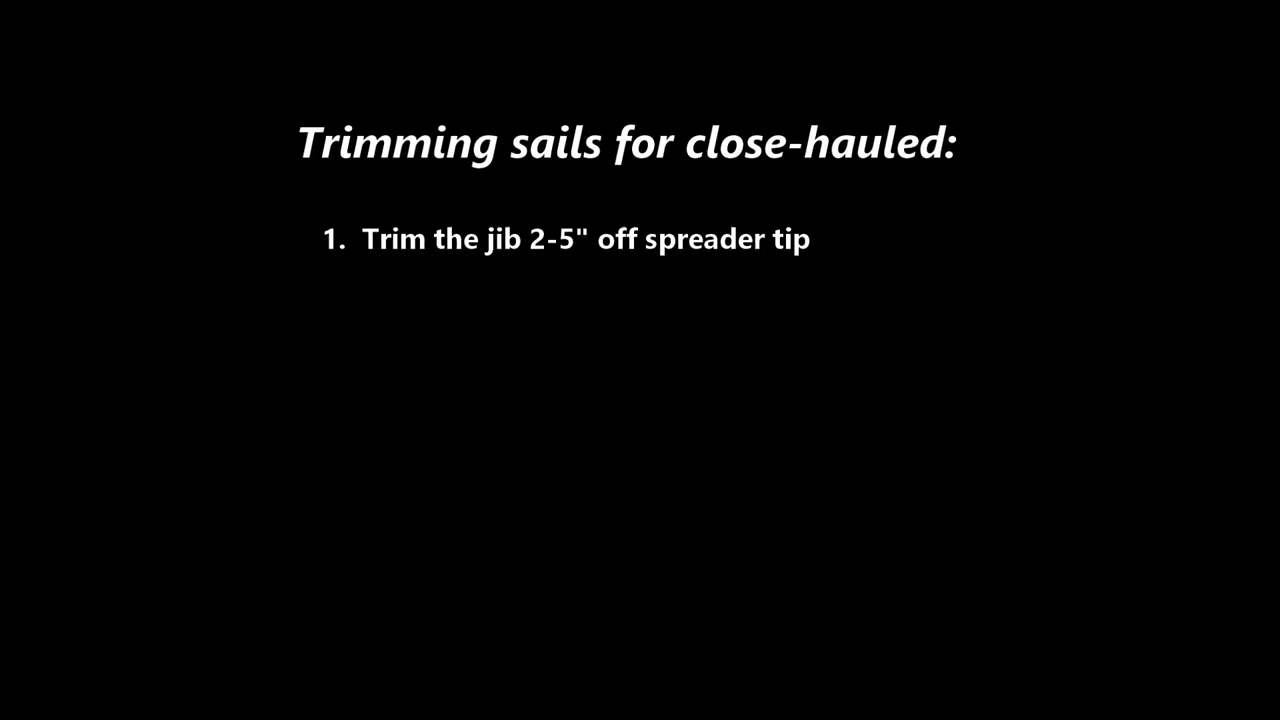 Trimming sails for close-hauled:
1. Trim the jib 2-5" off spreader tip